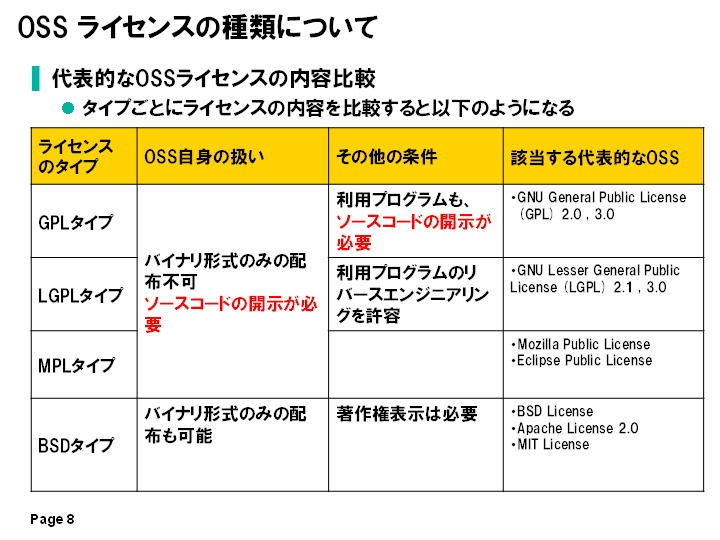 OSS ライセンスの種類について
代表的なOSSライセンスの内容比較
● タイプごとにライセンスの内容を比較すると以下のようになる
ライセンス
のタイプ
OSS自身の扱い
その他の条件
該当する代表的なOSS
GPLタイプ
バイナリ形式のみの配
布不可
ソースコードの開示が必
要
利用プログラムも、
ソースコードの開示が
必要
・GNU General Public License
（GPL） 2.0 , 3.0
LGPLタイプ
利用プログラムのリ
バースエンジニアリン
グを許容
・GNU Lesser General Public
License （LGPL） 2.1 , 3.0
MPLタイプ
・Mozilla Public License
・Eclipse Public License
BSDタイプ
バイナリ形式のみの配
布も可能
著作権表示は必要
・BSD License
・Apache License 2.0
・MIT License
Page 8